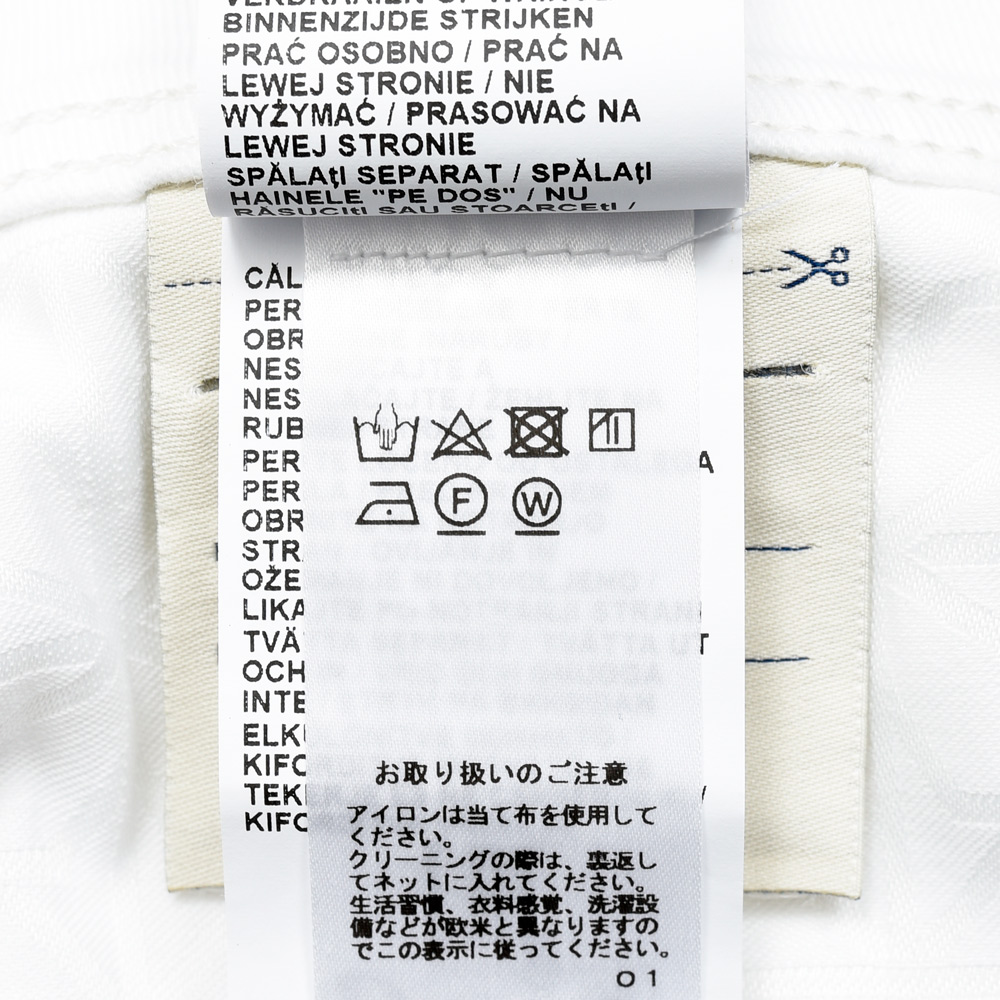 BINNENZIJDE STRIJKEN
PRAĆ OSOBNO / PRAĆ NA
LEWEJ STRONIE / NIE
WYŻYMAĆ / PRASOWAĆ NA
LEWEJ STRONIE
SPĂLAţI SEPARAT / SPĂLAţI
HAINELE "PE DOS" / NU
RĂSUCIţI SAU STOARCEţI /
CĂL
PER
OBR
NES
NES
RUB
PER
PER
OBR
STR
OŽE
LIKA
TVÄ
OCH
INTE
ELK
KIFO
TEK
KIFO
F
W
お取り扱いのご注意
アイロンは当て布を使用して
ください。
クリーニングの際は、裏返し
てネットに入れてください。
生活習慣、衣料感覚、洗濯設
備などが欧米と異なりますの
でこの表示に従ってください。
01